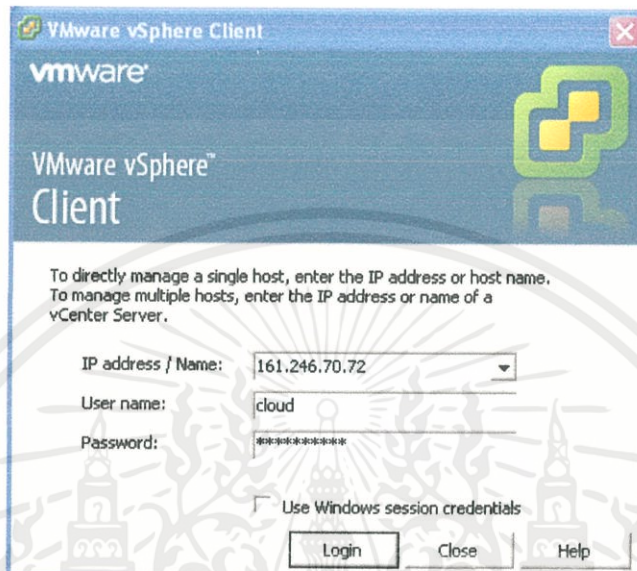 VMware vSphere Client
vmware
VMware vSphere™
Client
To directly manage a single host, enter the IP address or host name.
To manage multiple hosts, enter the IP address or name of a
vCenter Server.
IP address / Name: 161.246.70.72
User name: cloud
Password: **********
Use Windows session credentials
Login Close Help